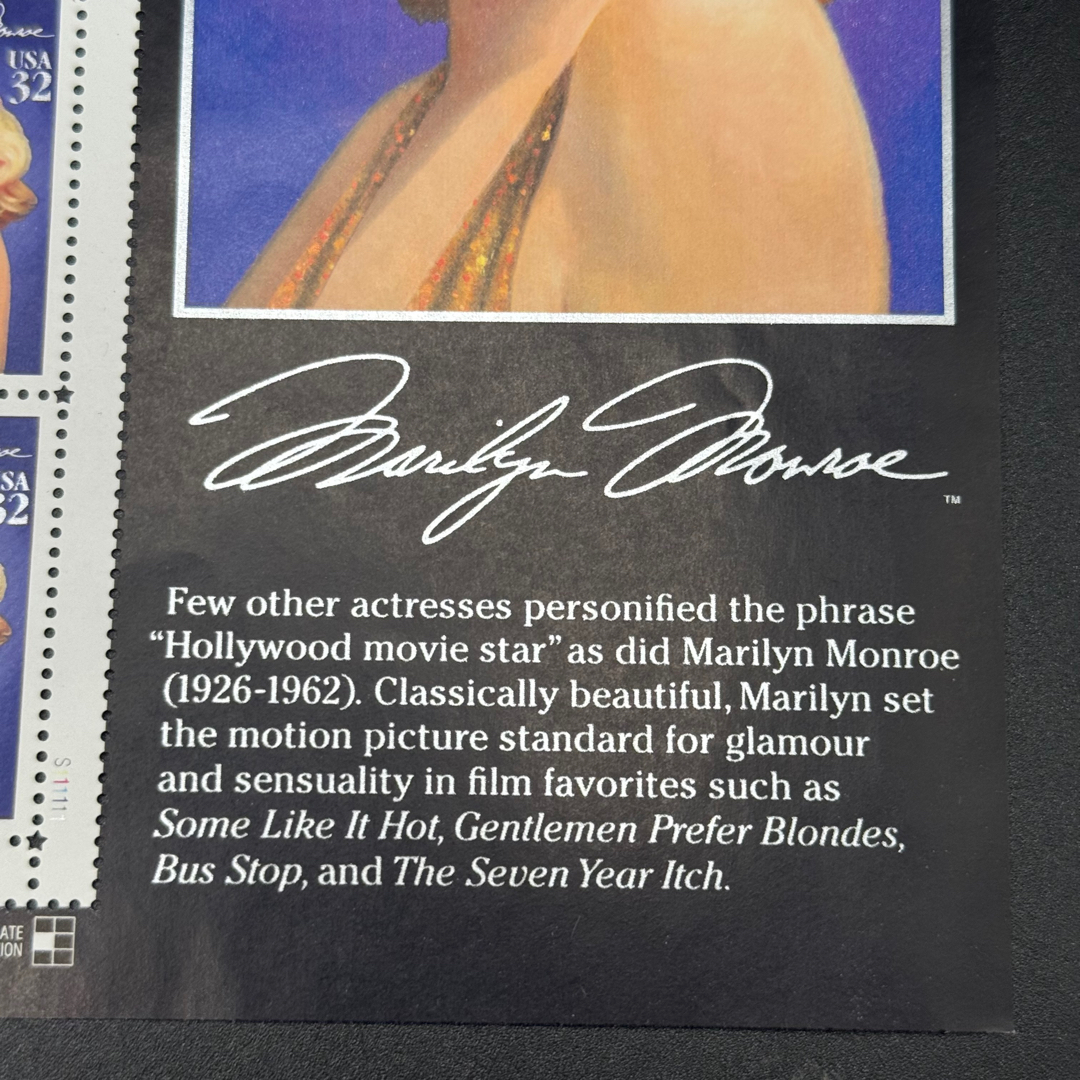 USA
32
Marilyn Monroe
TM
Few other actresses personified the phrase
“Hollywood movie star” as did Marilyn Monroe
(1926-1962). Classically beautiful, Marilyn set
the motion picture standard for glamour
and sensuality in film favorites such as
Some Like It Hot, Gentlemen Prefer Blondes,
Bus Stop, and The Seven Year Itch.
SA
32
S 11111
ATE
ION